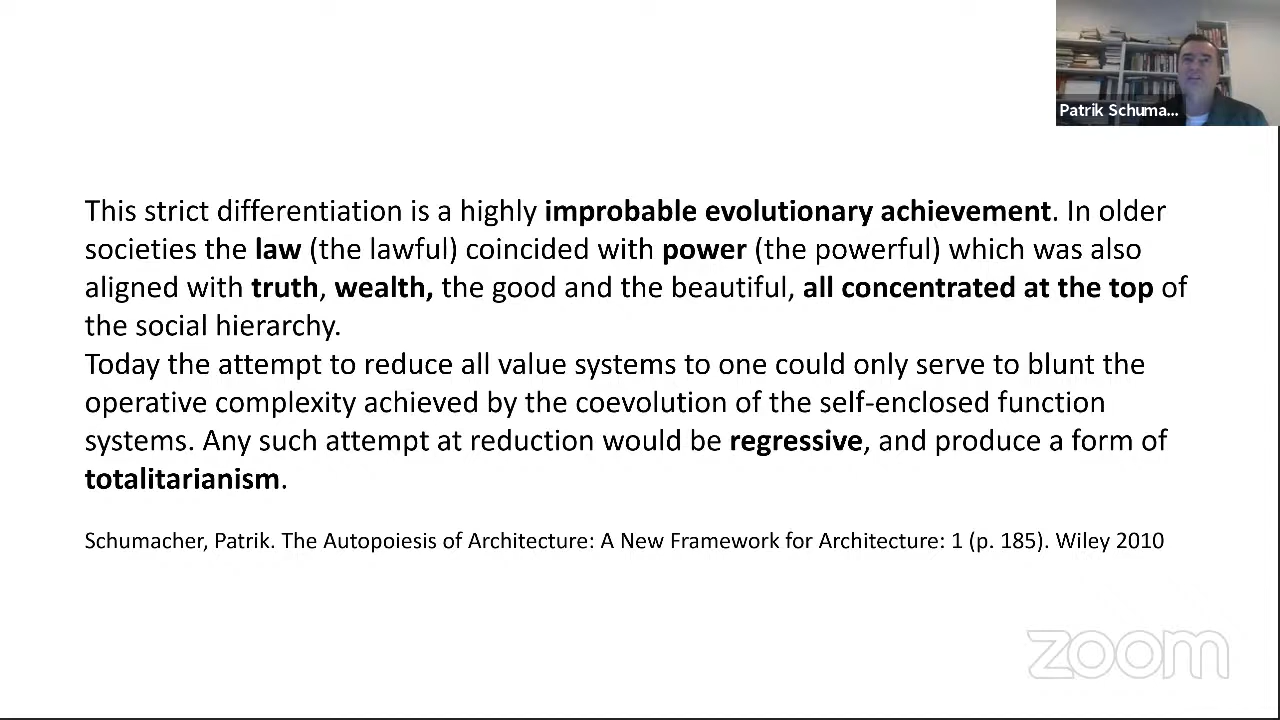 Patrik Schuma...
This strict differentiation is a highly improbable evolutionary achievement. In older
societies the law (the lawful) coincided with power (the powerful) which was also
aligned with truth, wealth, the good and the beautiful, all concentrated at the top of
the social hierarchy.
Today the attempt to reduce all value systems to one could only serve to blunt the
operative complexity achieved by the coevolution of the self-enclosed function
systems. Any such attempt at reduction would be regressive, and produce a form of
totalitarianism.
Schumacher, Patrik. The Autopoiesis of Architecture: A New Framework for Architecture: 1 (p. 185). Wiley 2010
zoom